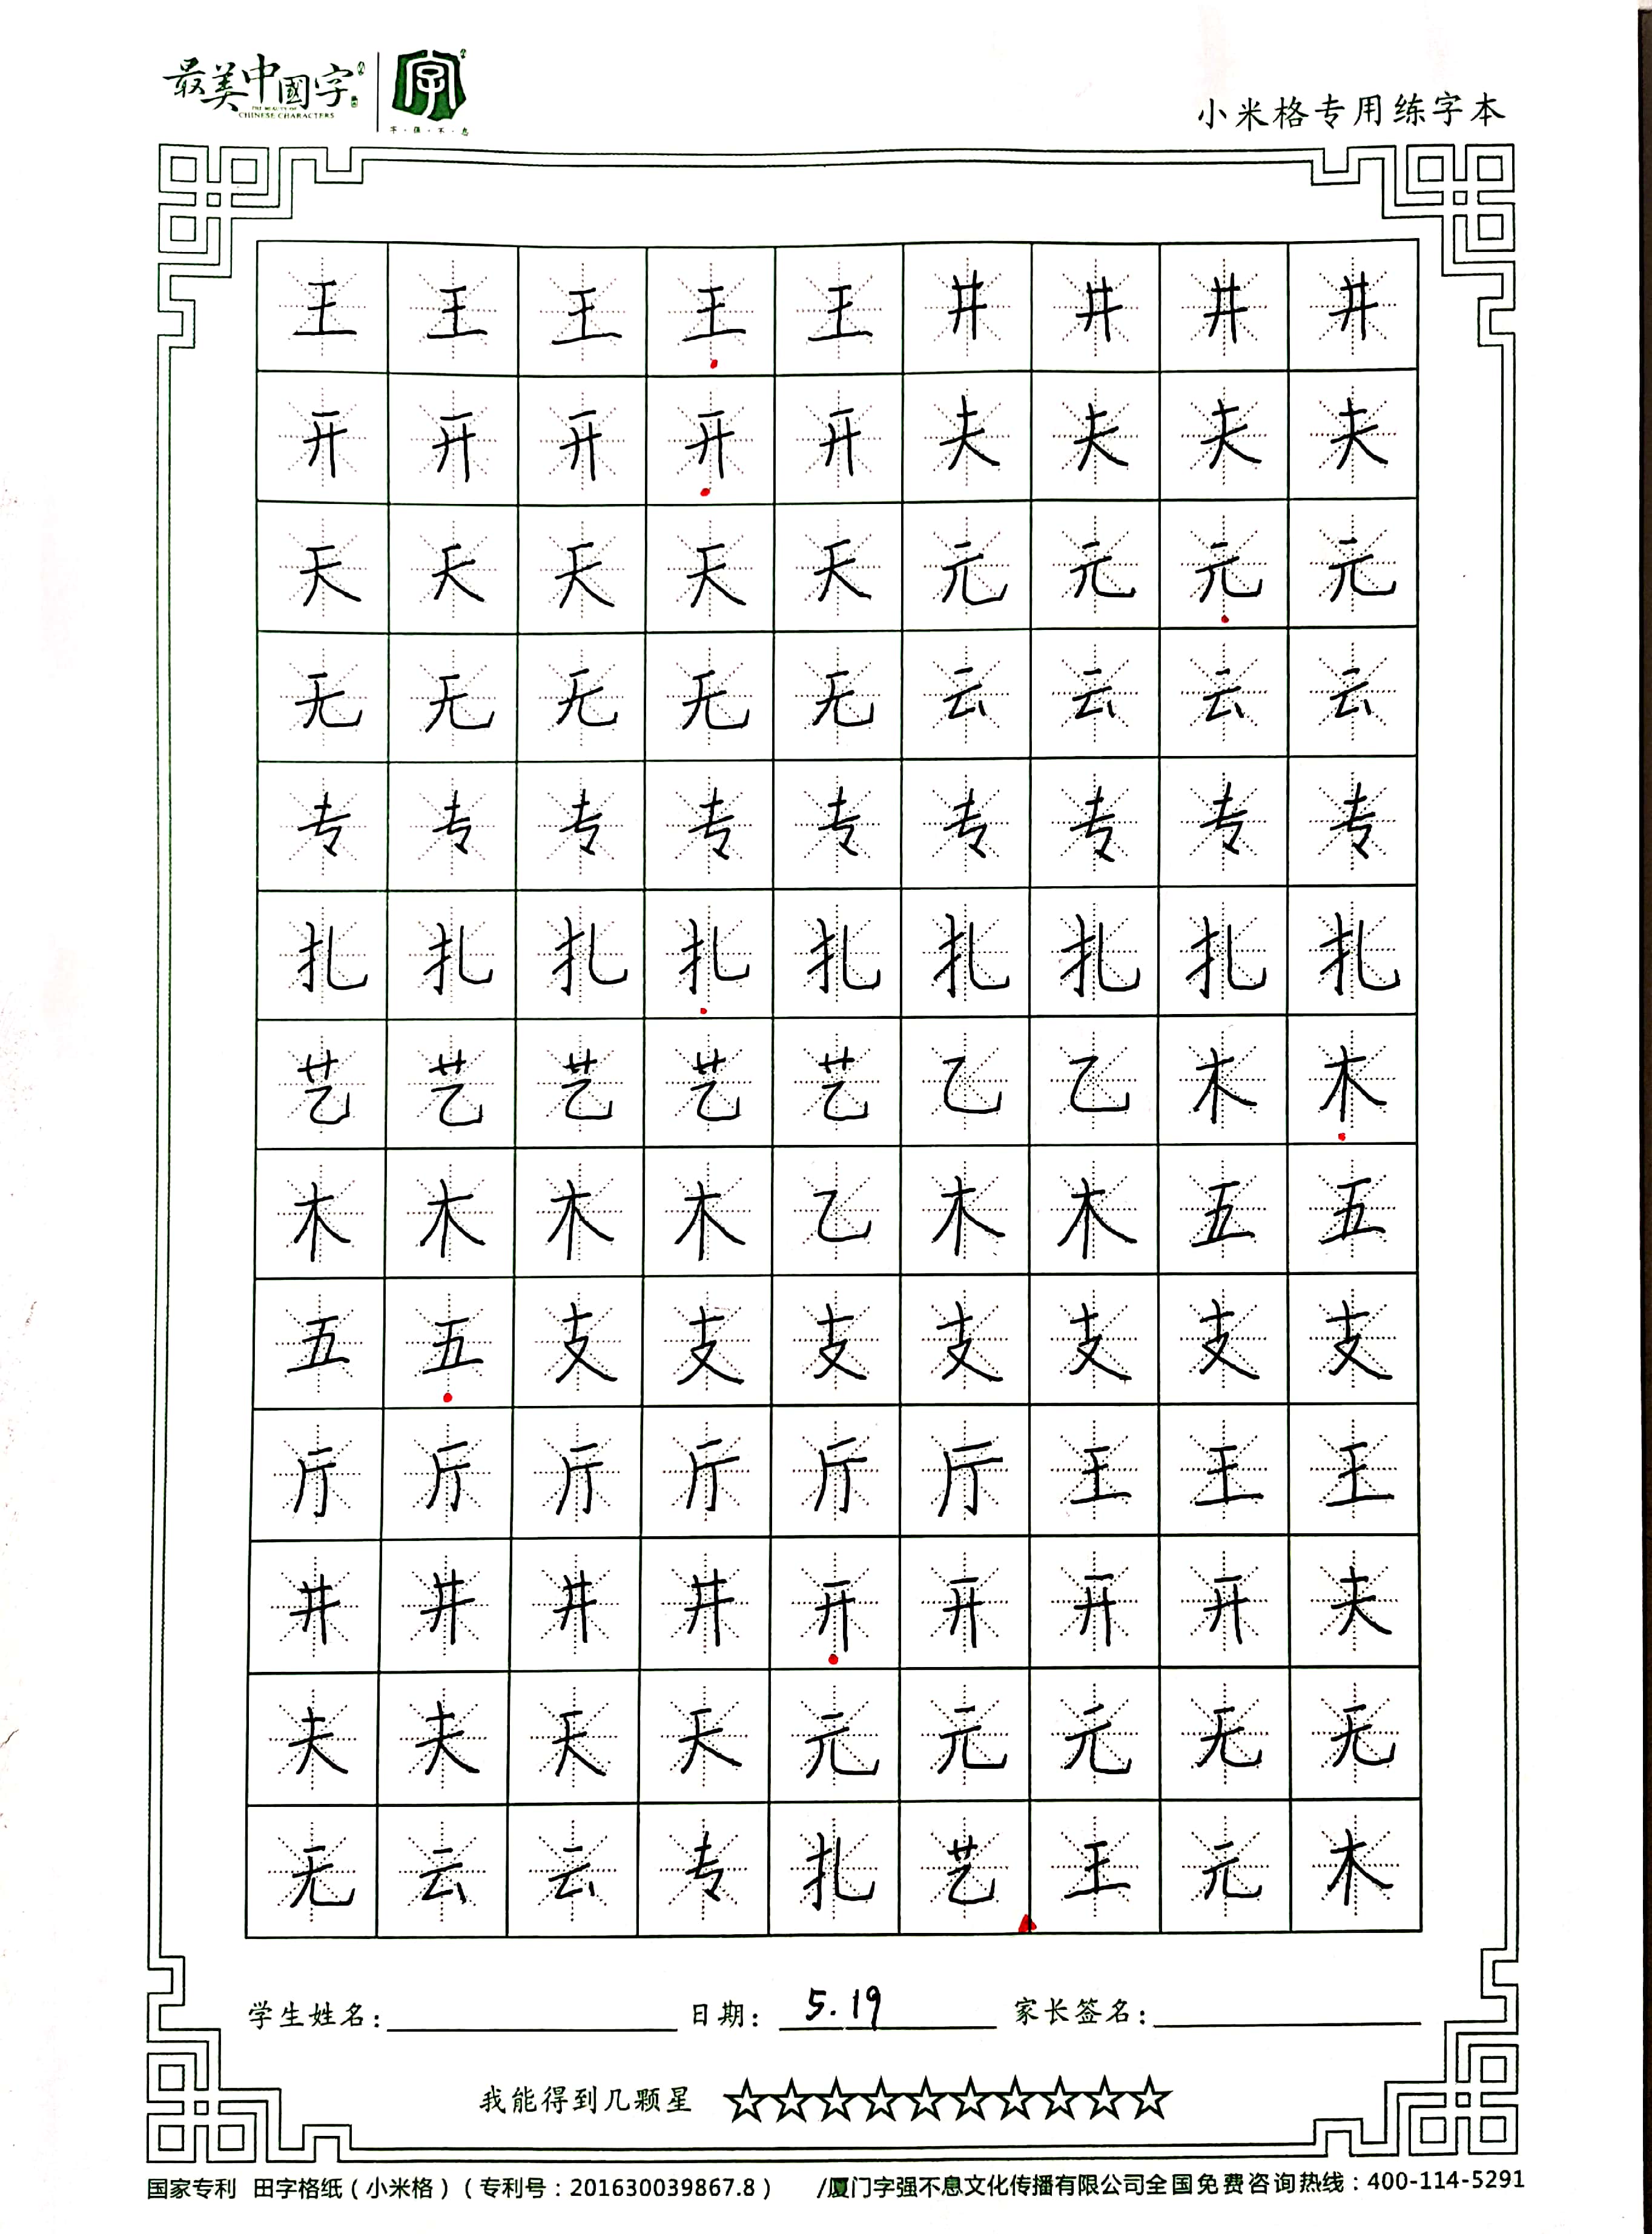 最美中國字
THE BEAUTY OF
CHINESE CHARACTERS
字
字·强·不·息
小米格专用练字本
王王王王王井井井井
开开开开开夫夫夫夫
天天天天天元元元元
无无无无无云云云云
专专专专专专专专专
扎扎扎扎扎扎扎扎扎
艺艺艺艺艺乙乙木木
木木木木乙木木五五
五五支支支支支支支
厅厅厅厅厅厅王王王
井井井井开开开开夫
夫夫天天元元元无无
无云云专扎艺王元木
学生姓名: 日期: 5.19 家长签名:
我能得到几颗星 ☆☆☆☆☆☆☆☆☆☆
国家专利 田字格纸(小米格)(专利号:201630039867.8) /厦门字强不息文化传播有限公司全国免费咨询热线:400-114-5291